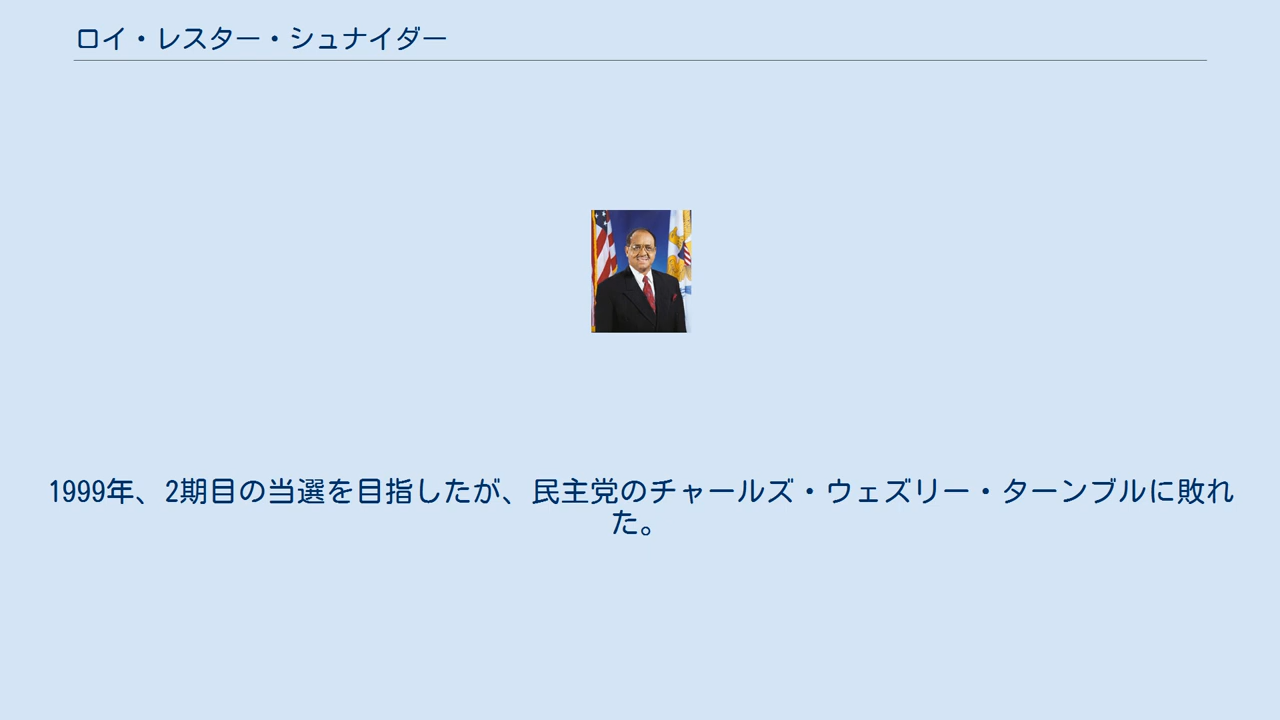 ロイ・レスター・シュナイダー
1999年、2期目の当選を目指したが、民主党のチャールズ・ウェズリー・ターンブルに敗れ
た。